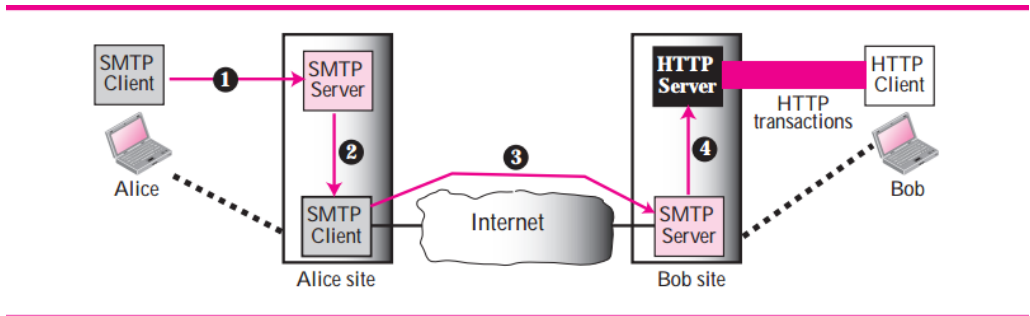 SMTP
Client
1
SMTP
Server
2
SMTP
Client
Alice
Alice site
3
Internet
HTTP
Server
4
SMTP
Server
Bob site
HTTP
transactions
HTTP
Client
Bob